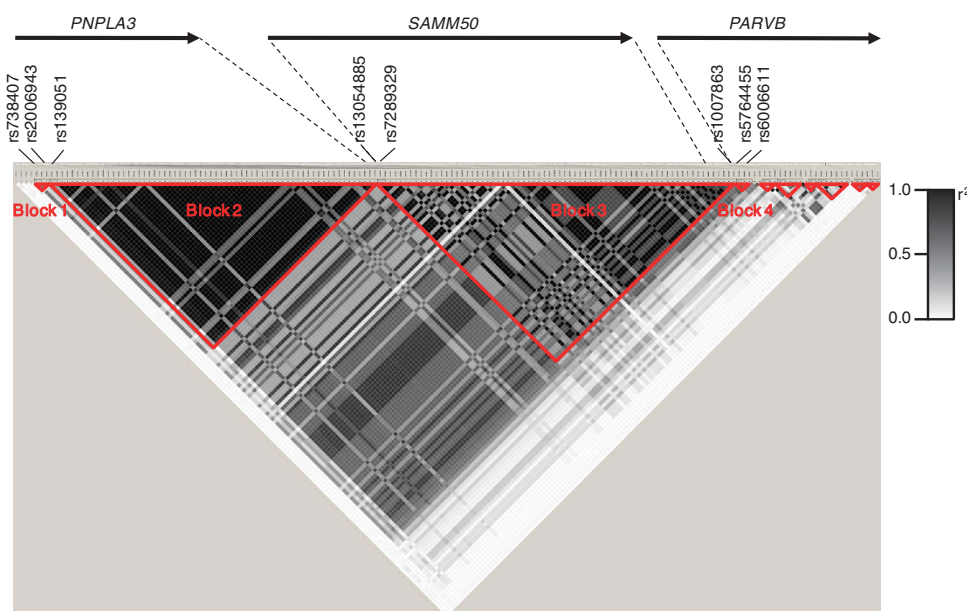 PNPLA3 SAMM50 PARVB
rs738407
rs2006943
rs139051
rs13054885
rs7289329
rs1007863
rs5764455
rs6006611
Block 1 Block 2 Block 3 Block 4
1.0 r²
0.5
0.0